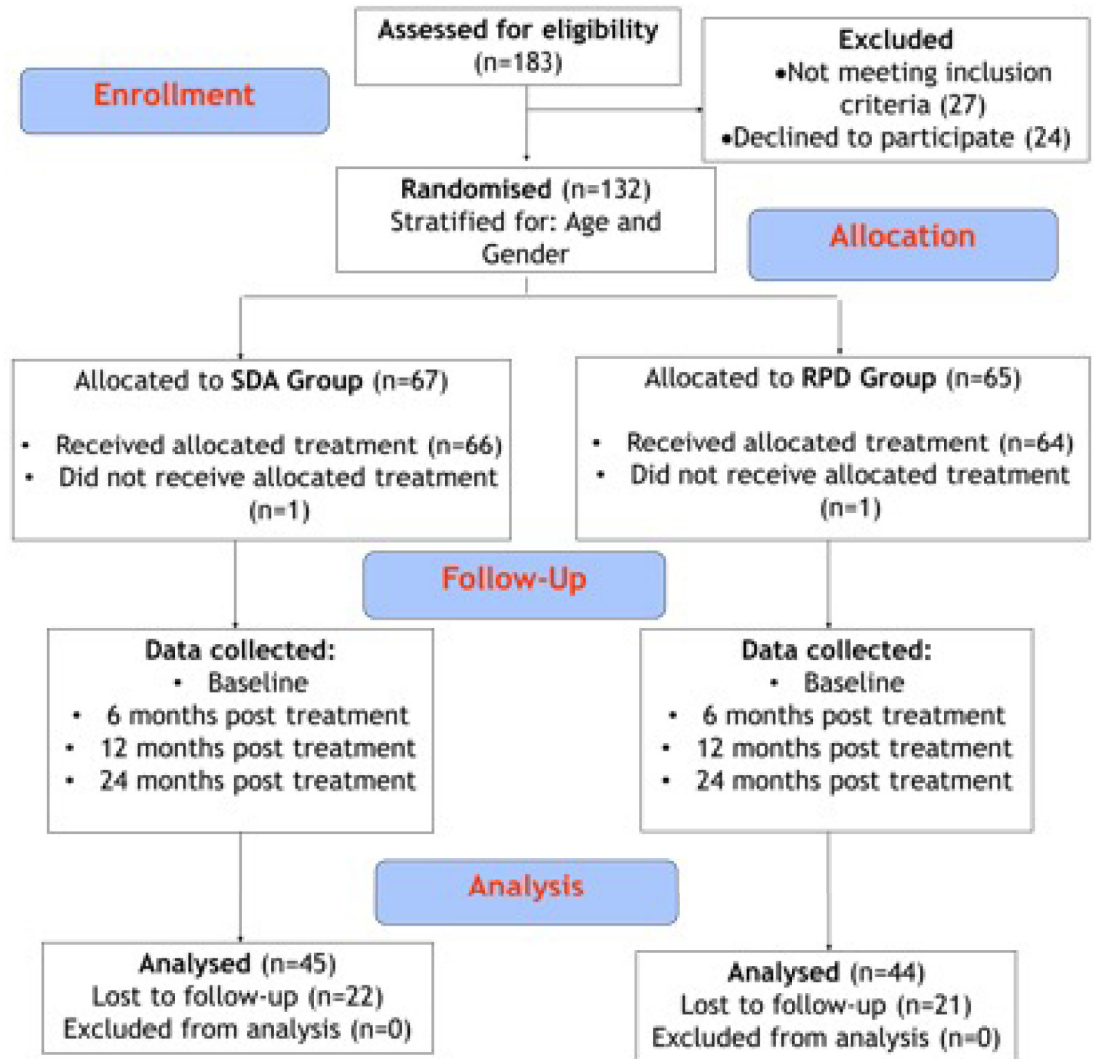 Assessed for eligibility
(n=183)
Excluded
•Not meeting inclusion
criteria (27)
•Declined to participate (24)
Enrollment
Randomised (n=132)
Stratified for: Age and
Gender
Allocation
Allocated to SDA Group (n=67)
• Received allocated treatment (n=66)
• Did not receive allocated treatment
(n=1)
Allocated to RPD Group (n=65)
• Received allocated treatment (n=64)
• Did not receive allocated treatment
(n=1)
Follow-Up
Data collected:
• Baseline
• 6 months post treatment
• 12 months post treatment
• 24 months post treatment
Data collected:
• Baseline
• 6 months post treatment
• 12 months post treatment
• 24 months post treatment
Analysis
Analysed (n=45)
Lost to follow-up (n=22)
Excluded from analysis (n=0)
Analysed (n=44)
Lost to follow-up (n=21)
Excluded from analysis (n=0)